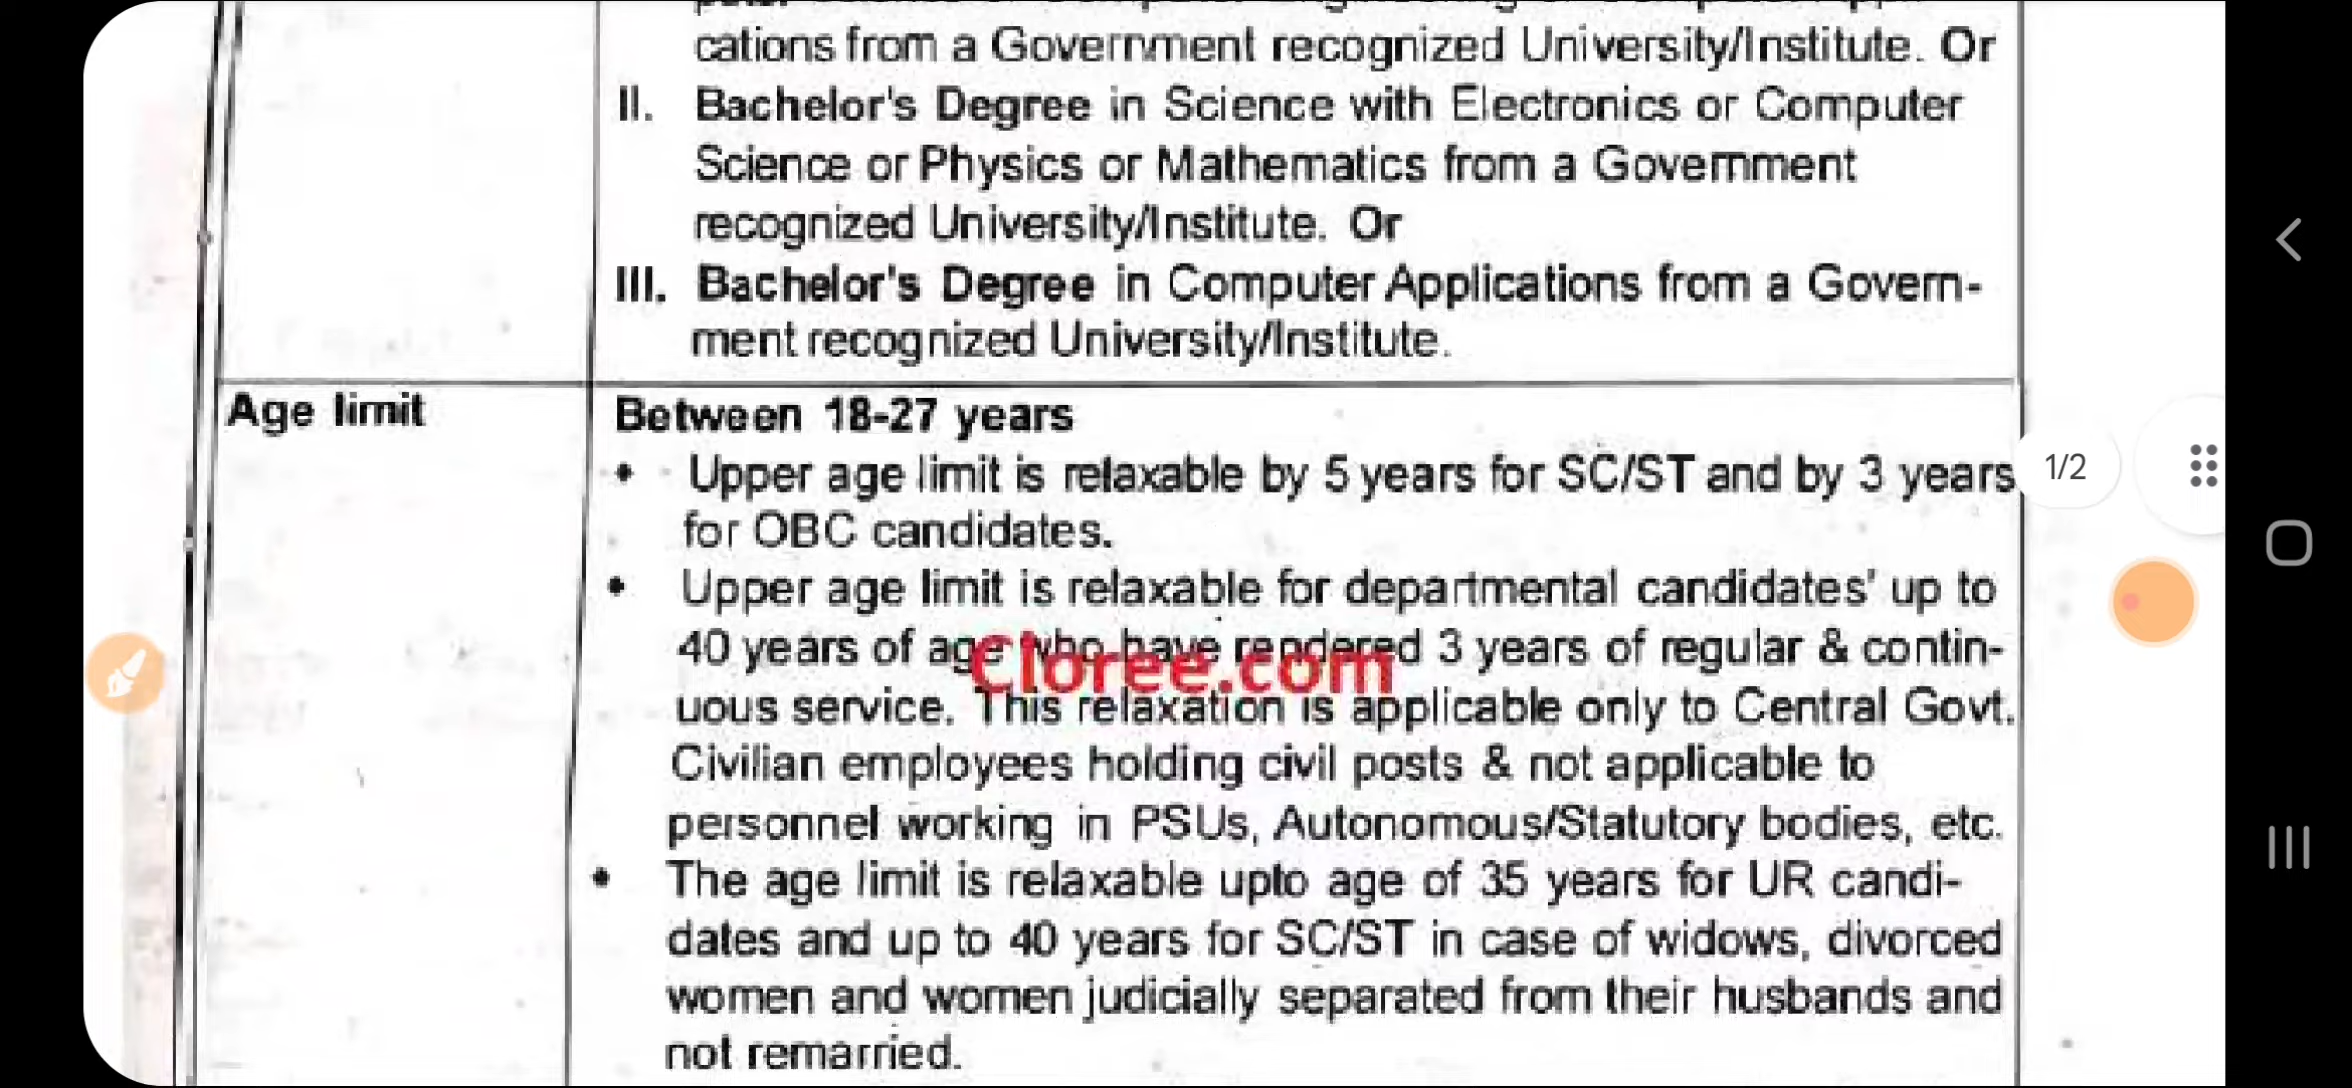 cations from a Government recognized University/Institute. Or
II. Bachelor's Degree in Science with Electronics or Computer
Science or Physics or Mathematics from a Government
recognized University/Institute. Or
III. Bachelor's Degree in Computer Applications from a Govern-
ment recognized University/Institute.
Age limit
Between 18-27 years
• Upper age limit is relaxable by 5 years for SC/ST and by 3 years
for OBC candidates.
• Upper age limit is relaxable for departmental candidates' up to
40 years of age who have rendered 3 years of regular & contin-
uous service. This relaxation is applicable only to Central Govt.
Civilian employees holding civil posts & not applicable to
personnel working in PSUs, Autonomous/Statutory bodies, etc.
• The age limit is relaxable upto age of 35 years for UR candi-
dates and up to 40 years for SC/ST in case of widows, divorced
women and women judicially separated from their husbands and
not remarried.
Cloree.com
1/2